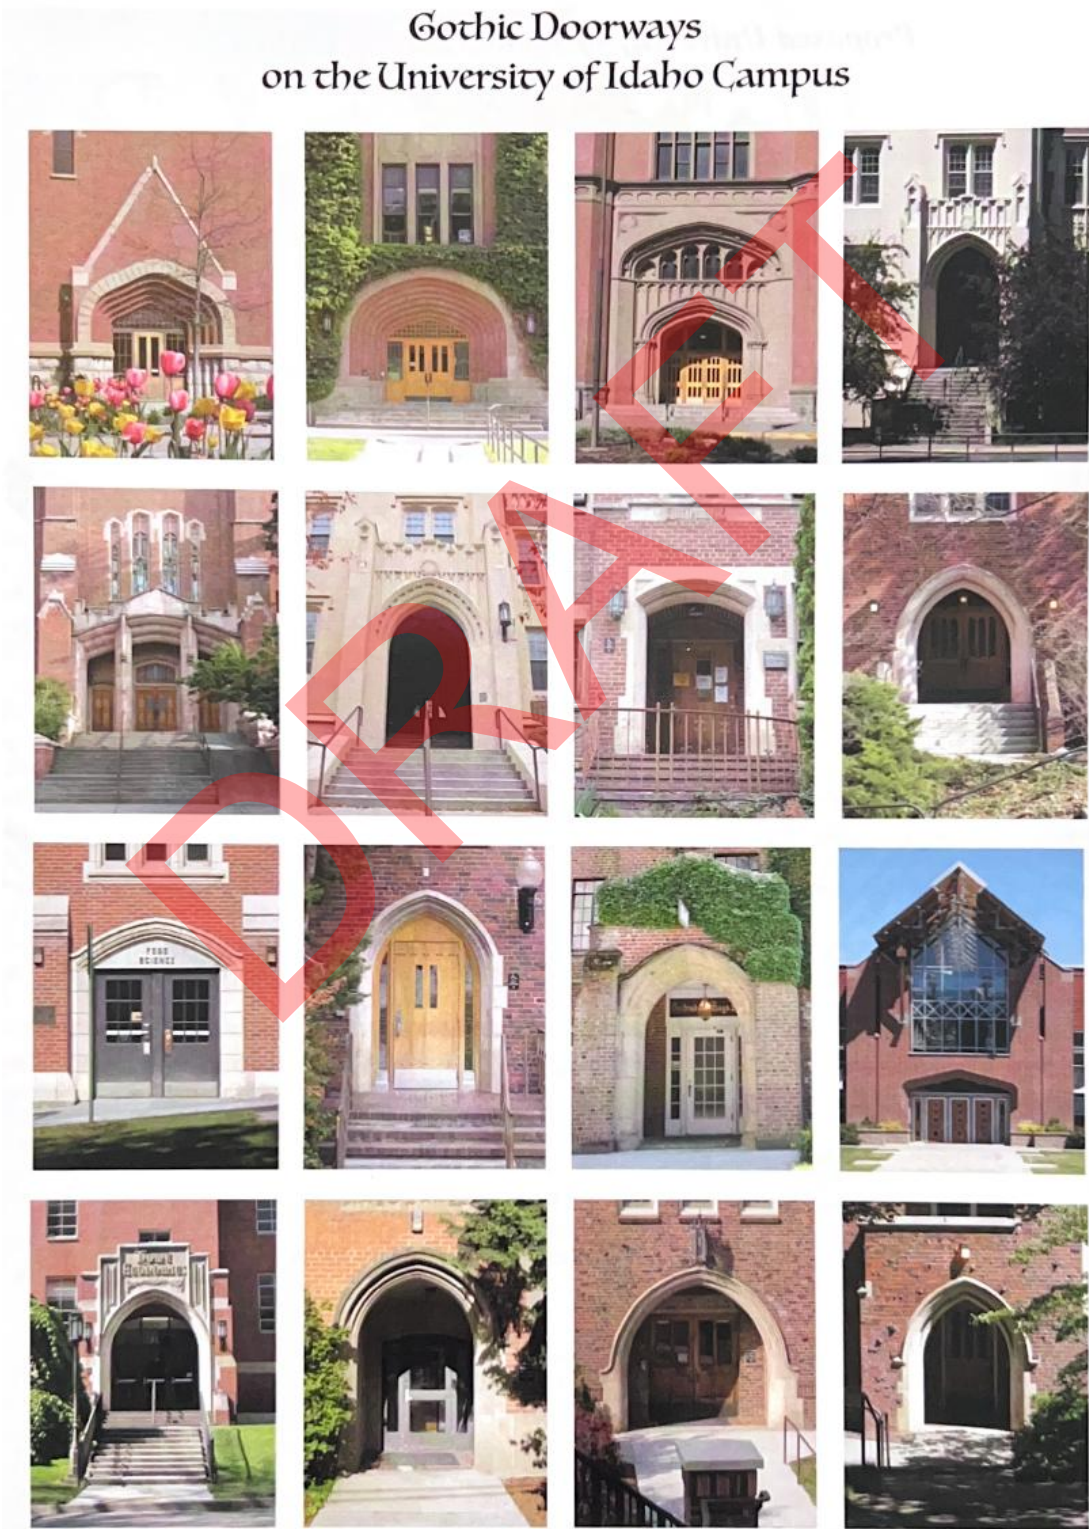 Gothic Doorways
on the University of Idaho Campus
DRAFT
FOOD
SCIENCE